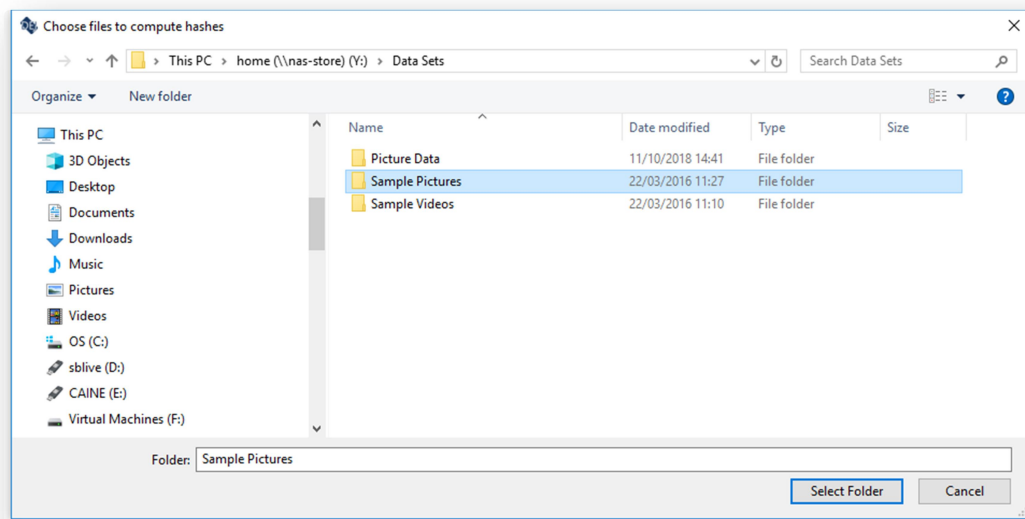 Choose files to compute hashes
This PC > home (\\nas-store) (Y:) > Data Sets
Search Data Sets
Organize
New folder
This PC
3D Objects
Desktop
Documents
Downloads
Music
Pictures
Videos
OS (C:)
sblive (D:)
CAINE (E:)
Virtual Machines (F:)
Name Date modified Type Size
Picture Data 11/10/2018 14:41 File folder
Sample Pictures 22/03/2016 11:27 File folder
Sample Videos 22/03/2016 11:10 File folder
Folder: Sample Pictures
Select Folder
Cancel